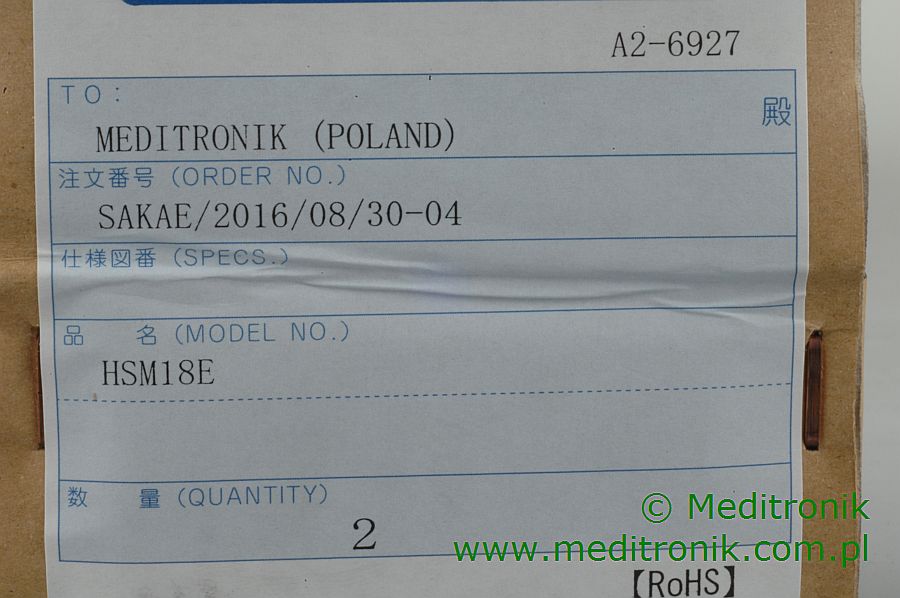 A2-6927
TO:
殿
MEDITRONIK (POLAND)
注文番号 (ORDER NO.)
SAKAE/2016/08/30-04
仕様図番 (SPECS.)
品 名 (MODEL NO.)
HSM18E
数 量 (QUANTITY)
2
© Meditronik
www.meditronik.com.pl
【RoHS】